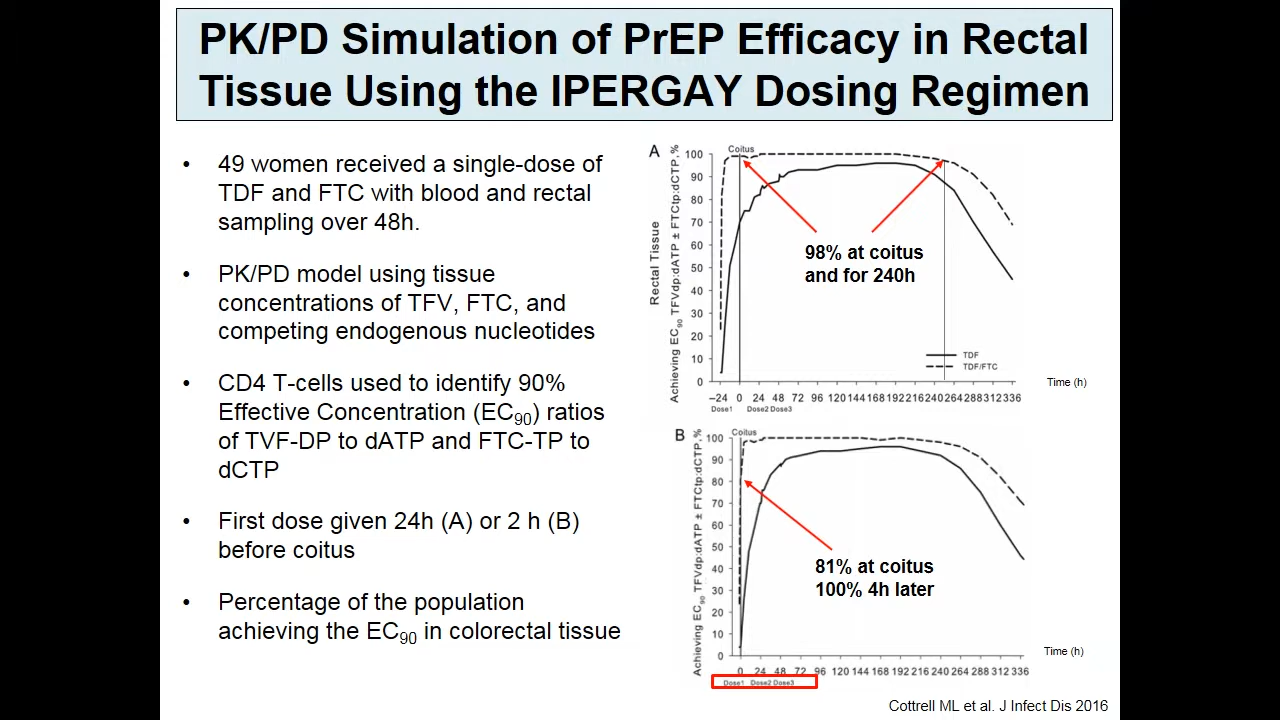 PK/PD Simulation of PrEP Efficacy in Rectal
Tissue Using the IPERGAY Dosing Regimen
• 49 women received a single-dose of
TDF and FTC with blood and rectal
sampling over 48h.
• PK/PD model using tissue
concentrations of TFV, FTC, and
competing endogenous nucleotides
• CD4 T-cells used to identify 90%
Effective Concentration (EC90) ratios
of TVF-DP to dATP and FTC-TP to
dCTP
• First dose given 24h (A) or 2 h (B)
before coitus
• Percentage of the population
achieving the EC90 in colorectal tissue
A
Coitus
Rectal Tissue
Achieving EC90 TFVdp:dATP ± FTCtp:dCTP,%
100
90
80
70
60
50
40
30
20
10
0
98% at coitus
and for 240h
TDF
TDF/FTC
Time (h)
−24 0 24 48 72 96 120 144 168 192 216 240 264 288 312 336
Dose1 Dose2 Dose3
B
Coitus
Achieving EC90 TFVdp:dATP ± FTCtp:dCTP,%
100
90
80
70
60
50
40
30
20
10
0
81% at coitus
100% 4h later
Time (h)
0 24 48 72 96 120 144 168 192 216 240 264 288 312 336
Dose1 Dose2 Dose3
Cottrell ML et al. J Infect Dis 2016